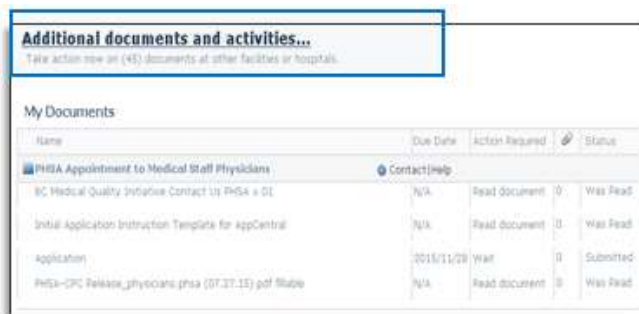 Additional documents and activities...
Take action now on (45) documents at other facilities or hospitals.
My Documents
Name Due Date Action Required Status
PHSA Appointment to Medical Staff Physicians Contact|Help
BC Medical Quality Initiative Contact Us PHSA v 01 N/A Read document 0 Was Read
Initial Application Instruction Template for AppCentral N/A Read document 0 Was Read
Application 2015/11/28 Wait 0 Submitted
PHSA-CPC Release_physicians.phsa (07.27.15) pdf fillable N/A Read document 0 Was Read